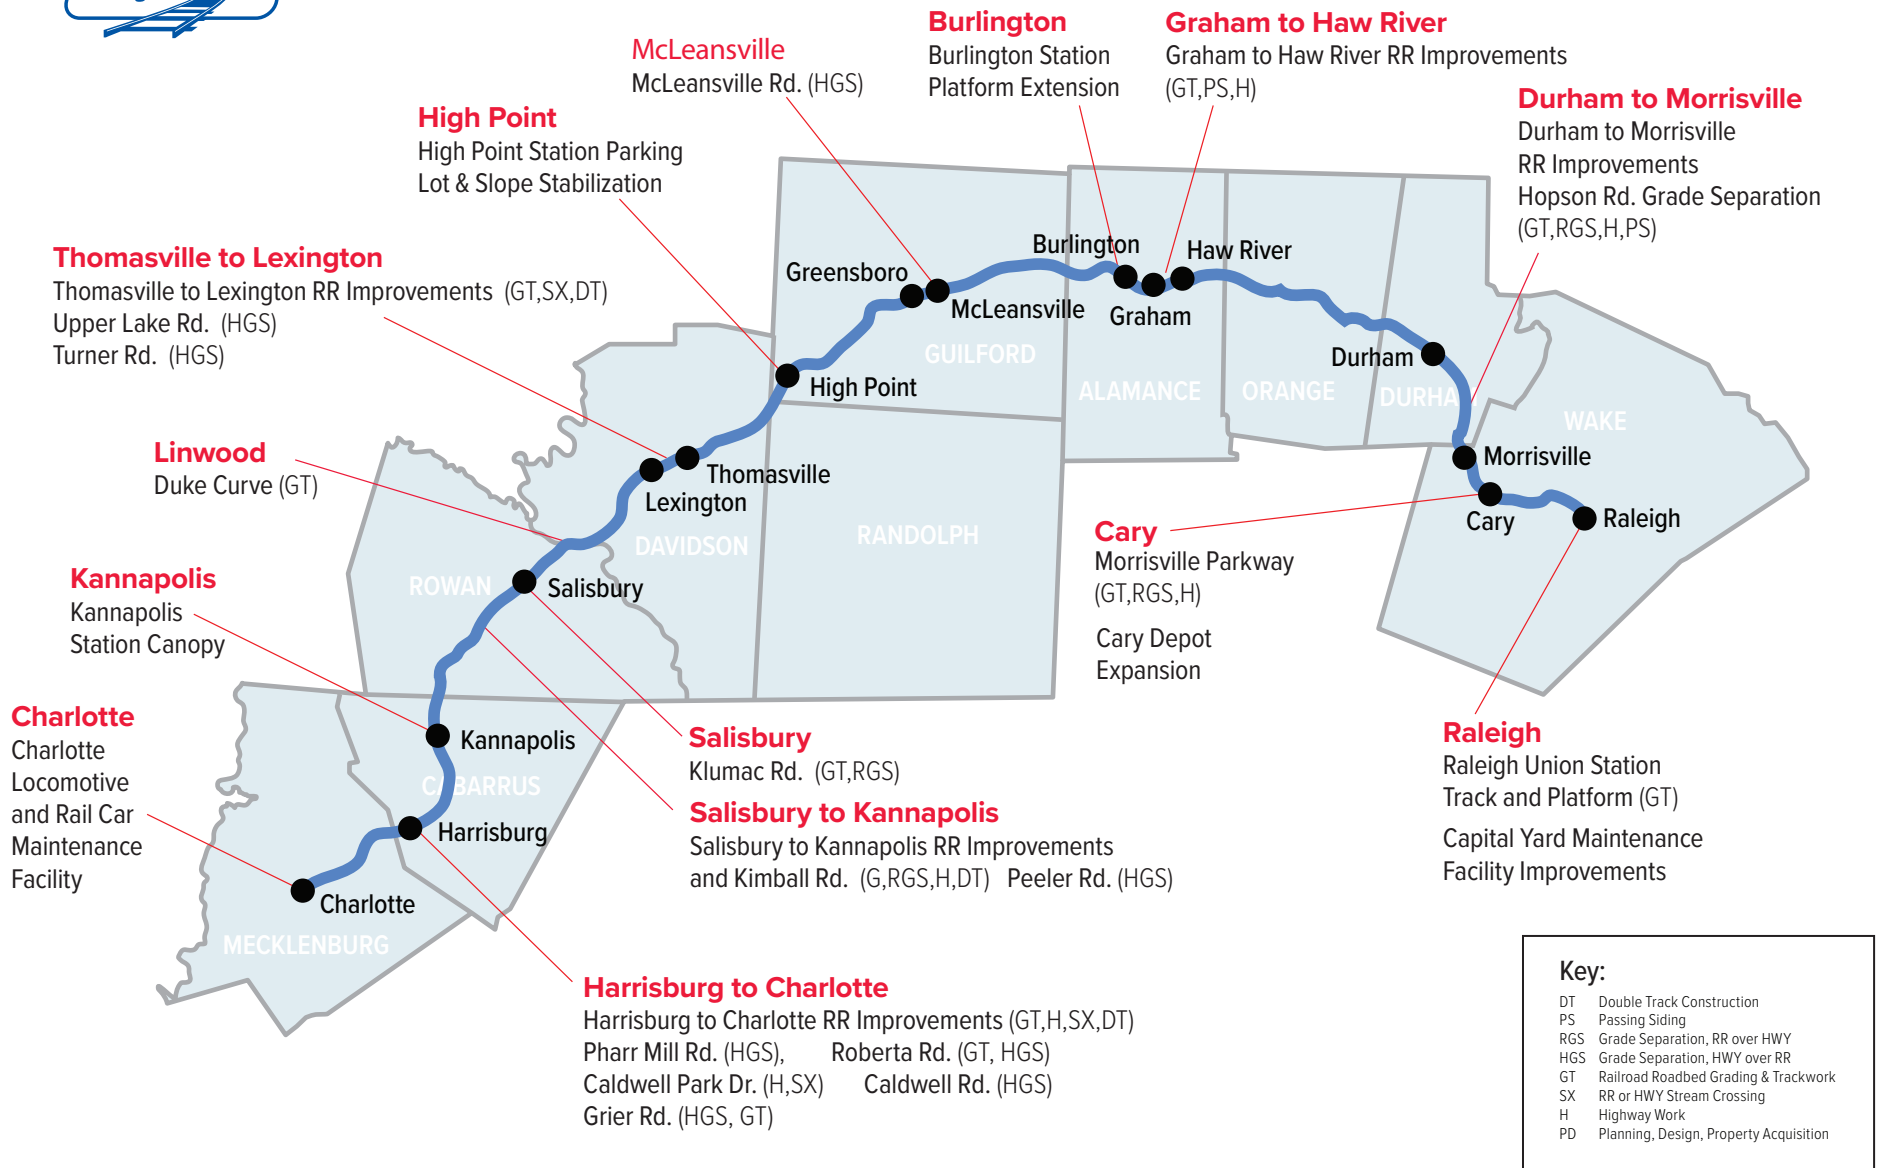 Burlington
Burlington Station
Platform Extension
Graham to Haw River
Graham to Haw River RR Improvements
(GT,PS,H)
McLeansville
McLeansville Rd. (HGS)
Durham to Morrisville
Durham to Morrisville
RR Improvements
Hopson Rd. Grade Separation
(GT,RGS,H,PS)
High Point
High Point Station Parking
Lot & Slope Stabilization
Thomasville to Lexington
Thomasville to Lexington RR Improvements (GT,SX,DT)
Upper Lake Rd. (HGS)
Turner Rd. (HGS)
Linwood
Duke Curve (GT)
Kannapolis
Kannapolis
Station Canopy
Charlotte
Charlotte
Locomotive
and Rail Car
Maintenance
Facility
Burlington
Haw River
Greensboro
McLeansville
Graham
GUILFORD
Durham
High Point
ALAMANCE
ORANGE
DURHAM
WAKE
Morrisville
Thomasville
Lexington
Cary
Raleigh
RANDOLPH
DAVIDSON
ROWAN
Salisbury
Kannapolis
CABARRUS
Harrisburg
Charlotte
MECKLENBURG
Cary
Morrisville Parkway
(GT,RGS,H)
Cary Depot
Expansion
Raleigh
Raleigh Union Station
Track and Platform (GT)
Capital Yard Maintenance
Facility Improvements
Salisbury
Klumac Rd. (GT,RGS)
Salisbury to Kannapolis
Salisbury to Kannapolis RR Improvements
and Kimball Rd. (G,RGS,H,DT) Peeler Rd. (HGS)
Harrisburg to Charlotte
Harrisburg to Charlotte RR Improvements (GT,H,SX,DT)
Pharr Mill Rd. (HGS), Roberta Rd. (GT, HGS)
Caldwell Park Dr. (H,SX) Caldwell Rd. (HGS)
Grier Rd. (HGS, GT)
Key:
DT Double Track Construction
PS Passing Siding
RGS Grade Separation, RR over HWY
HGS Grade Separation, HWY over RR
GT Railroad Roadbed Grading & Trackwork
SX RR or HWY Stream Crossing
H Highway Work
PD Planning, Design, Property Acquisition